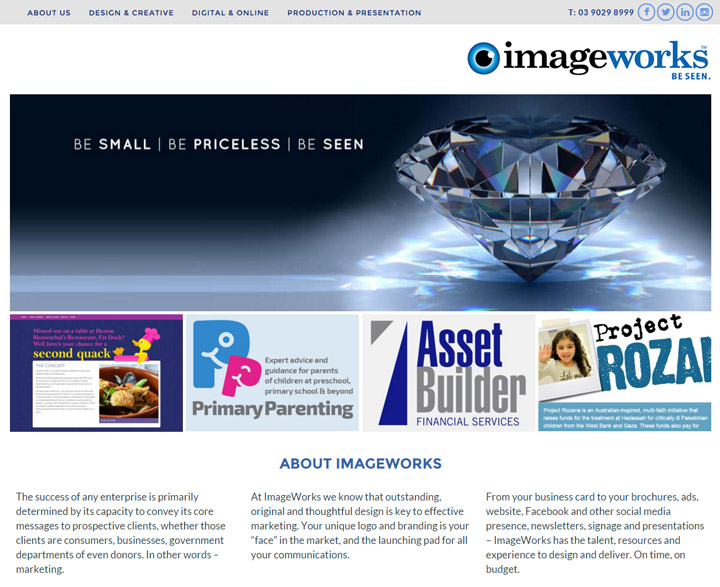 ABOUT US DESIGN & CREATIVE DIGITAL & ONLINE PRODUCTION & PRESENTATION T: 03 9029 8999
imageworks™
BE SEEN.
BE SMALL | BE PRICELESS | BE SEEN
Missed out on a table at Heston
Blumenthal's Restaurant, Fat Duck?
Well here's your chance for a
second quack
THE CONCEPT
Expert advice and
guidance for parents
of children at preschool,
primary school & beyond
PrimaryParenting
Asset
Builder
FINANCIAL SERVICES
Project
ROZAN
Project Rozana is an Australian-inspired, multi-faith initiative that
raises funds for the treatment at Hadassah for critically ill Palestinian
children from the West Bank and Gaza. These funds also pay for
ABOUT IMAGEWORKS
The success of any enterprise is primarily
determined by its capacity to convey its core
messages to prospective clients, whether those
clients are consumers, businesses, government
departments of even donors. In other words –
marketing.
At ImageWorks we know that outstanding,
original and thoughtful design is key to effective
marketing. Your unique logo and branding is your
“face” in the market, and the launching pad for all
your communications.
From your business card to your brochures, ads,
website, Facebook and other social media
presence, newsletters, signage and presentations
– ImageWorks has the talent, resources and
experience to design and deliver. On time, on
budget.